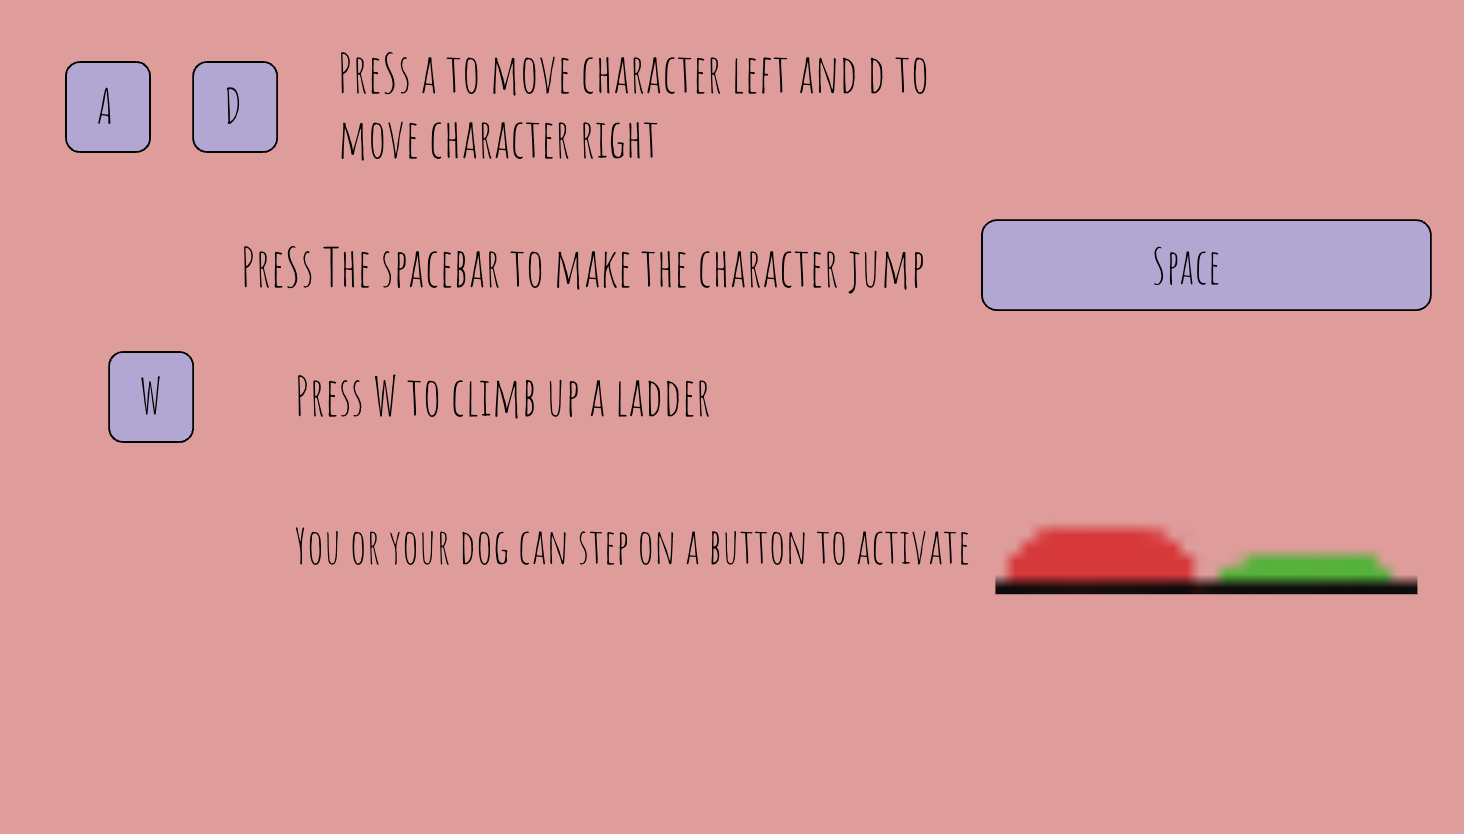 A D PreSs a to move character left and d to
move character right
PreSs The spacebar to make the character jump Space
W Press W to climb up a ladder
You or your dog can step on a button to activate